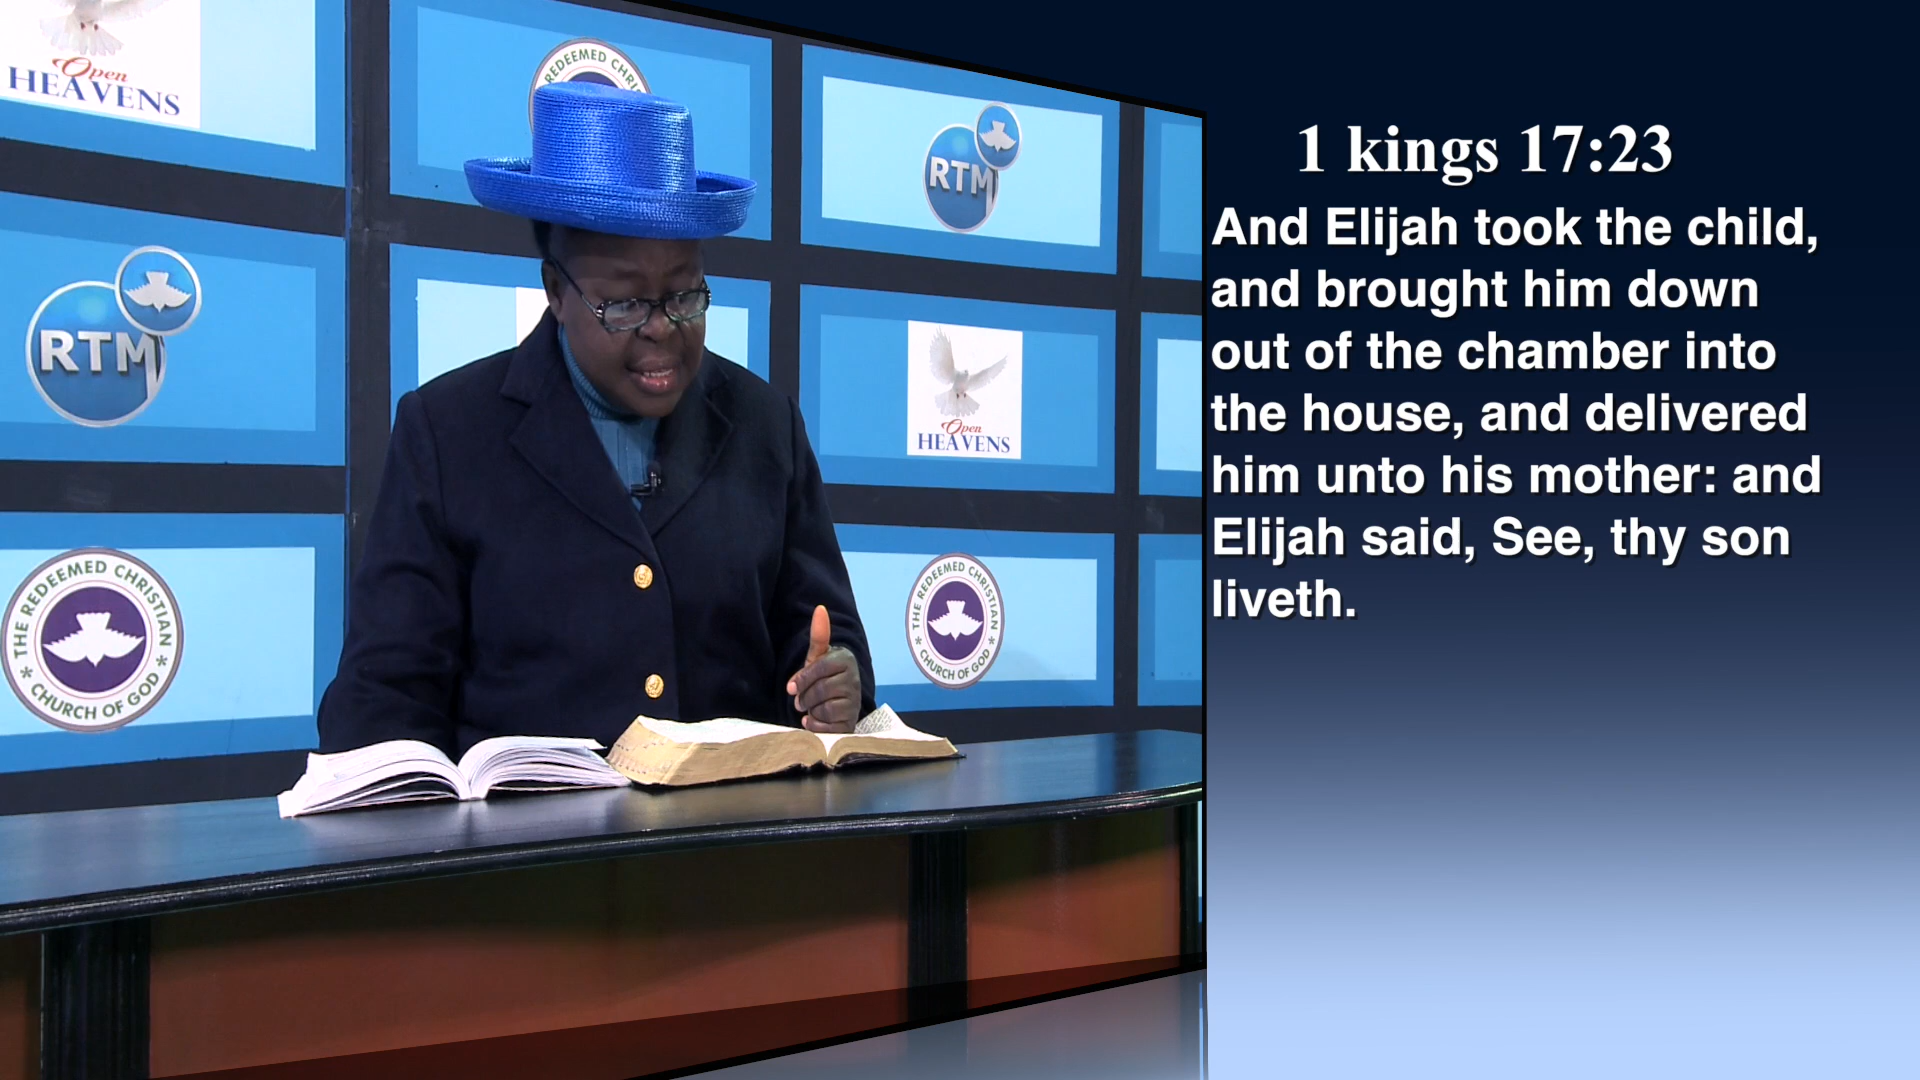 Open
HEAVENS
REDEEMED CHRI
RTM
1 kings 17:23
And Elijah took the child,
and brought him down
out of the chamber into
the house, and delivered
him unto his mother: and
Elijah said, See, thy son
liveth.
RTM
Open
HEAVENS
THE REDEEMED CHRISTIAN
CHURCH OF GOD
THE REDEEMED CHRISTIAN
CHURCH OF GOD